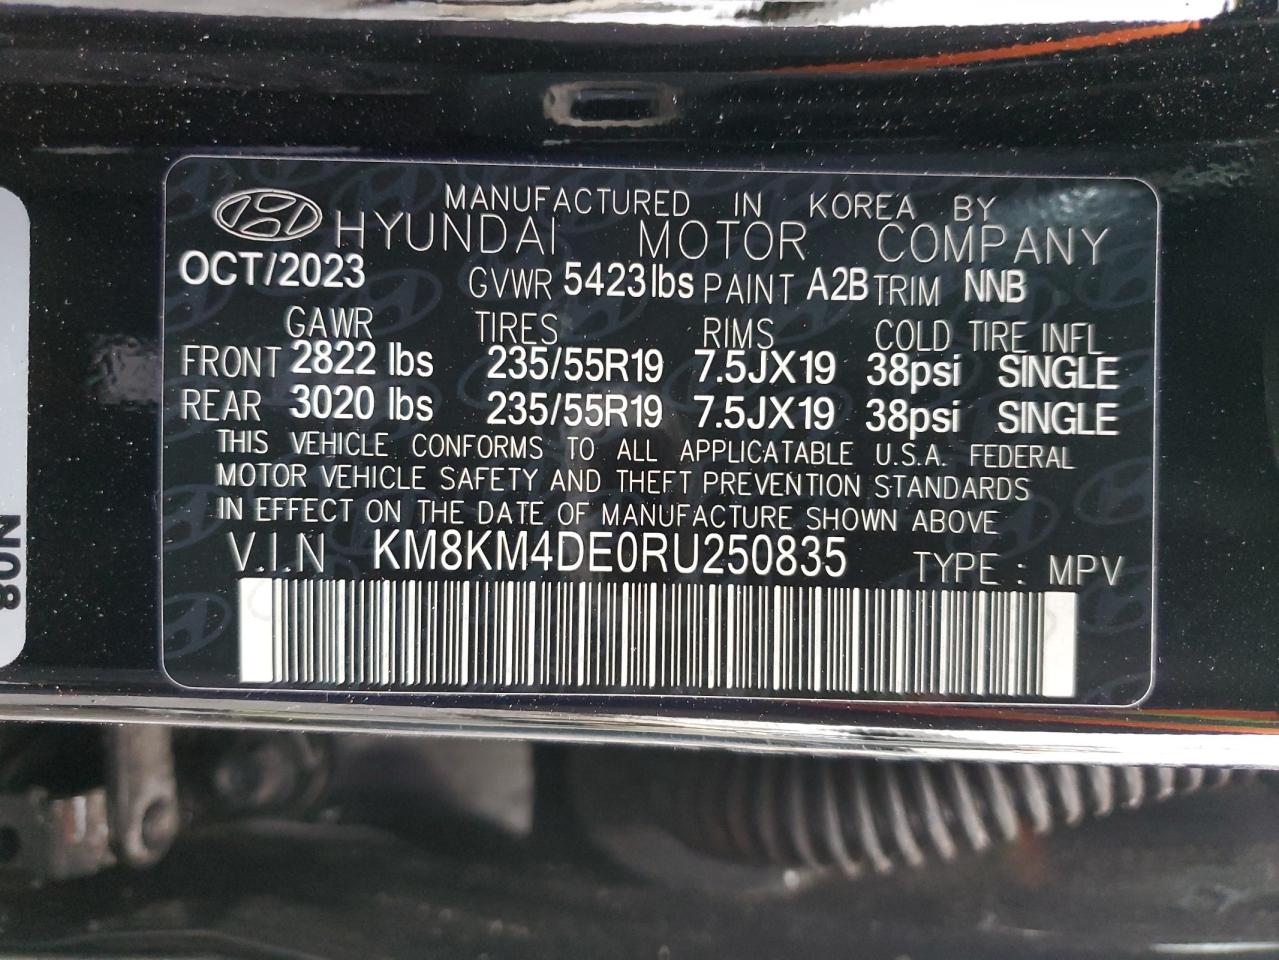 MANUFACTURED IN KOREA BY
HYUNDAI MOTOR COMPANY
OCT/2023 GVWR 5423lbs PAINT A2B TRIM NNB
GAWR TIRES RIMS COLD TIRE INFL
FRONT 2822 lbs 235/55R19 7.5JX19 38psi SINGLE
REAR 3020 lbs 235/55R19 7.5JX19 38psi SINGLE
THIS VEHICLE CONFORMS TO ALL APPLICATABLE U.S.A. FEDERAL
MOTOR VEHICLE SAFETY AND THEFT PREVENTION STANDARDS
IN EFFECT ON THE DATE OF MANUFACTURE SHOWN ABOVE
V.I.N KM8KM4DE0RU250835 TYPE : MPV
N08